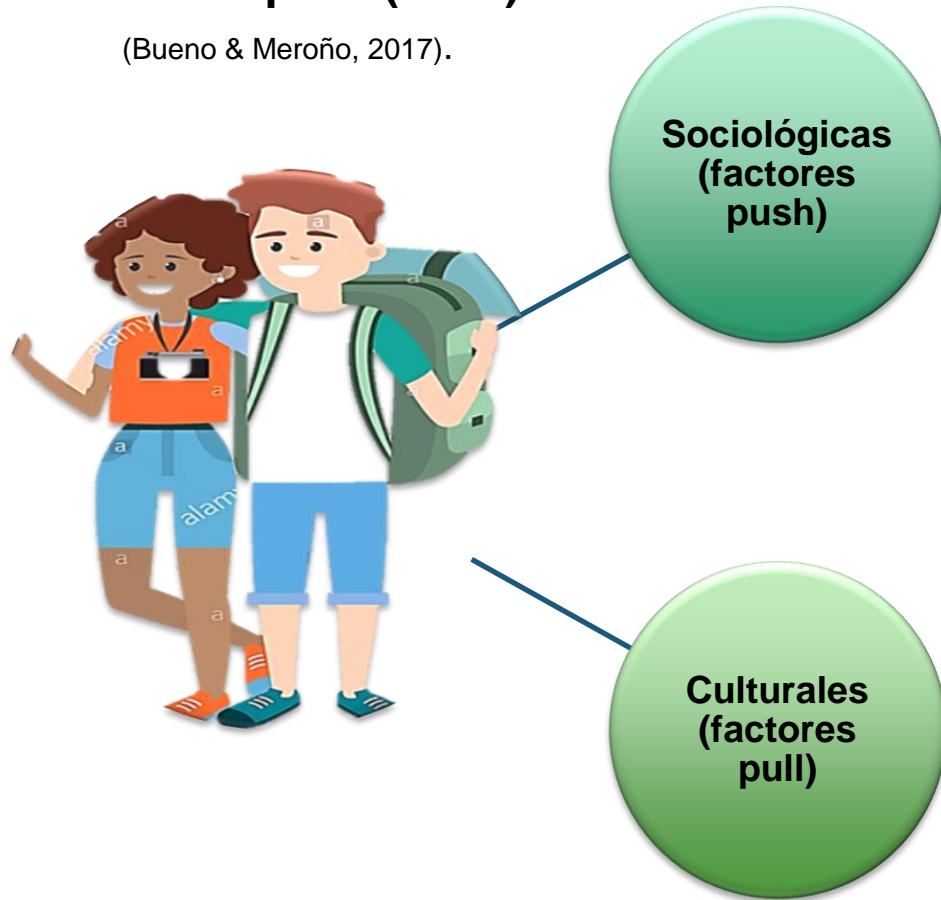 (Bueno & Meroño, 2017).
Sociológicas
(factores
push)
a
a
a
alamy
a
a
a
alamy
a
a
Culturales
(factores
pull)